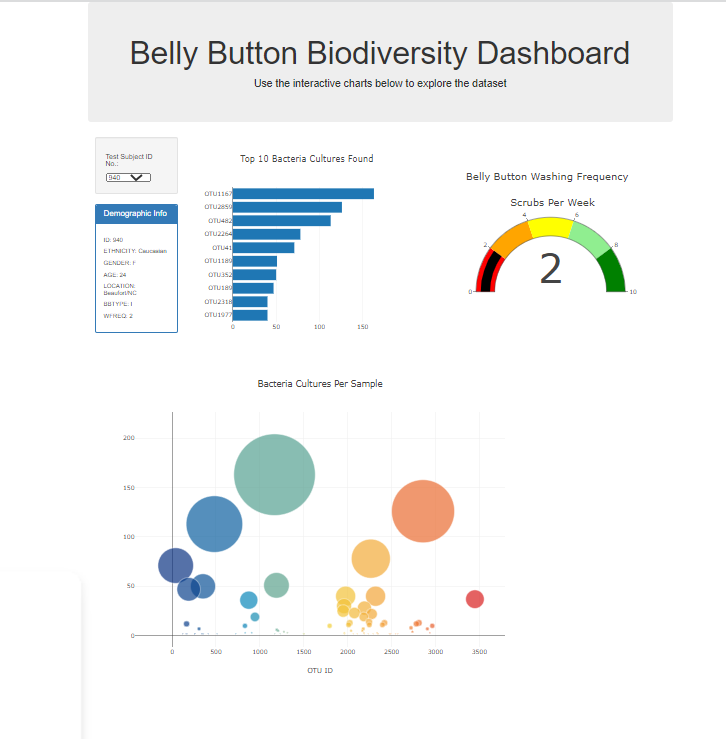 Belly Button Biodiversity Dashboard
Use the interactive charts below to explore the dataset
Test Subject ID
No.:
940
Demographic Info
ID: 940
ETHNICITY: Caucasian
GENDER: F
AGE: 24
LOCATION:
Beaufort/NC
BBTYPE: I
WFREQ: 2
Top 10 Bacteria Cultures Found
OTU1167
OTU2859
OTU482
OTU2264
OTU41
OTU1189
OTU352
OTU189
OTU2318
OTU1977
0 50 100 150
Belly Button Washing Frequency
Scrubs Per Week
4 6
2 8
2
0 10
Bacteria Cultures Per Sample
200
150
100
50
0
0 500 1000 1500 2000 2500 3000 3500
OTU ID